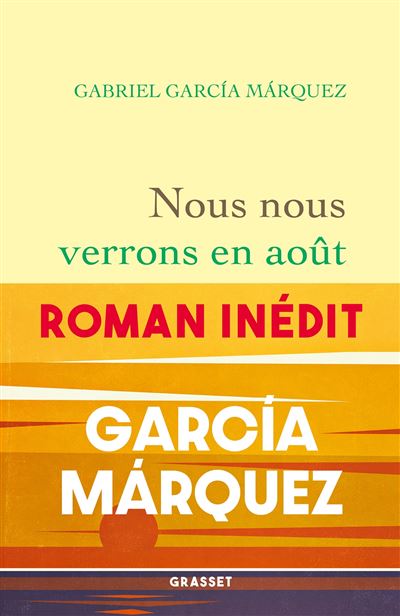 GABRIEL GARCÍA MÁRQUEZ
Nous nous
verrons en août
ROMAN INÉDIT
GARCÍA
MÁRQUEZ
GRASSET